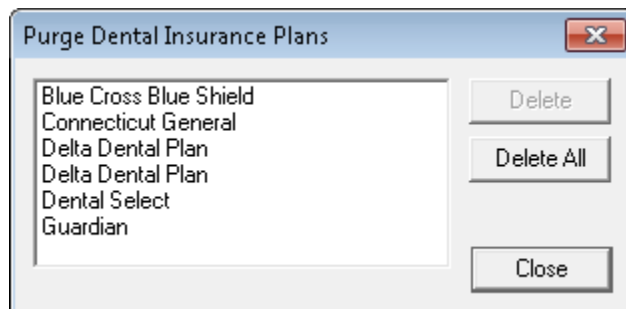 Purge Dental Insurance Plans
Blue Cross Blue Shield
Connecticut General
Delta Dental Plan
Delta Dental Plan
Dental Select
Guardian
Delete
Delete All
Close